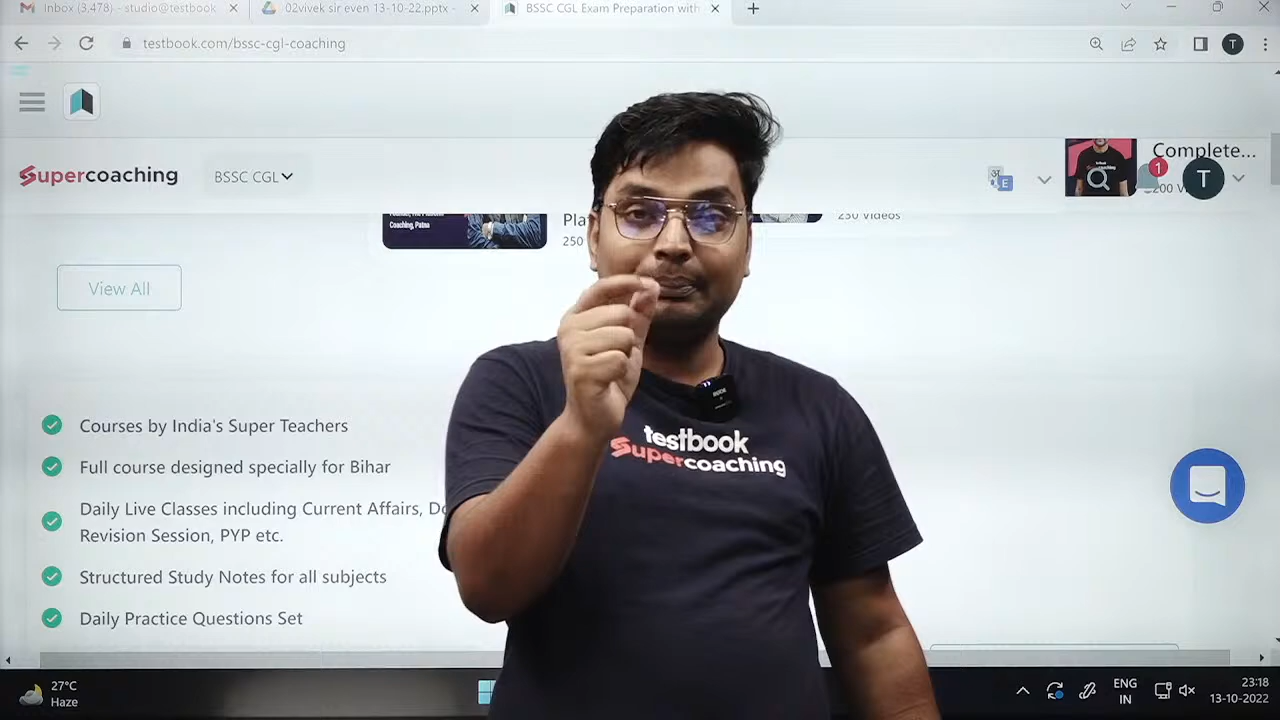 Inbox (3,478) - studio@testbook
02vivek sir even 13-10-22.pptx -
BSSC CGL Exam Preparation with
testbook.com/bssc-cgl-coaching
T
Supercoaching
BSSC CGL
E
Complete...
1
T
200
Coaching, Patna
250
250 Videos
View All
Courses by India's Super Teachers
Full course designed specially for Bihar
Daily Live Classes including Current Affairs,
Revision Session, PYP etc.
Structured Study Notes for all subjects
Daily Practice Questions Set
testbook
Supercoaching
27°C
Haze
ENG
IN
23:18
13-10-2022